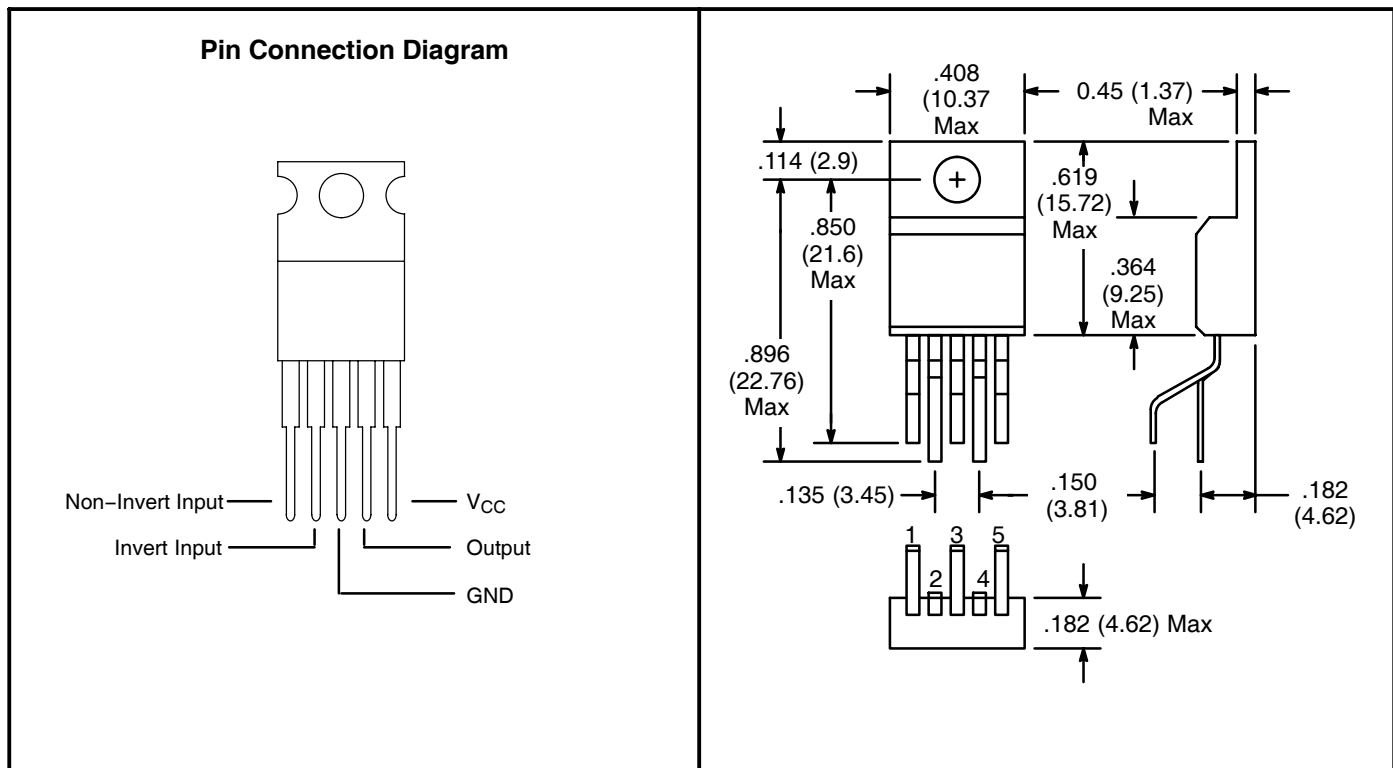 Pin Connection Diagram
Non−Invert Input
Invert Input
VCC
Output
GND
.408
(10.37
Max
0.45 (1.37)
Max
.114 (2.9)
.619
(15.72)
Max
.850
(21.6)
Max
.364
(9.25)
Max
.896
(22.76)
Max
.135 (3.45)
.150
(3.81)
.182
(4.62)
1 3 5
2 4
.182 (4.62) Max